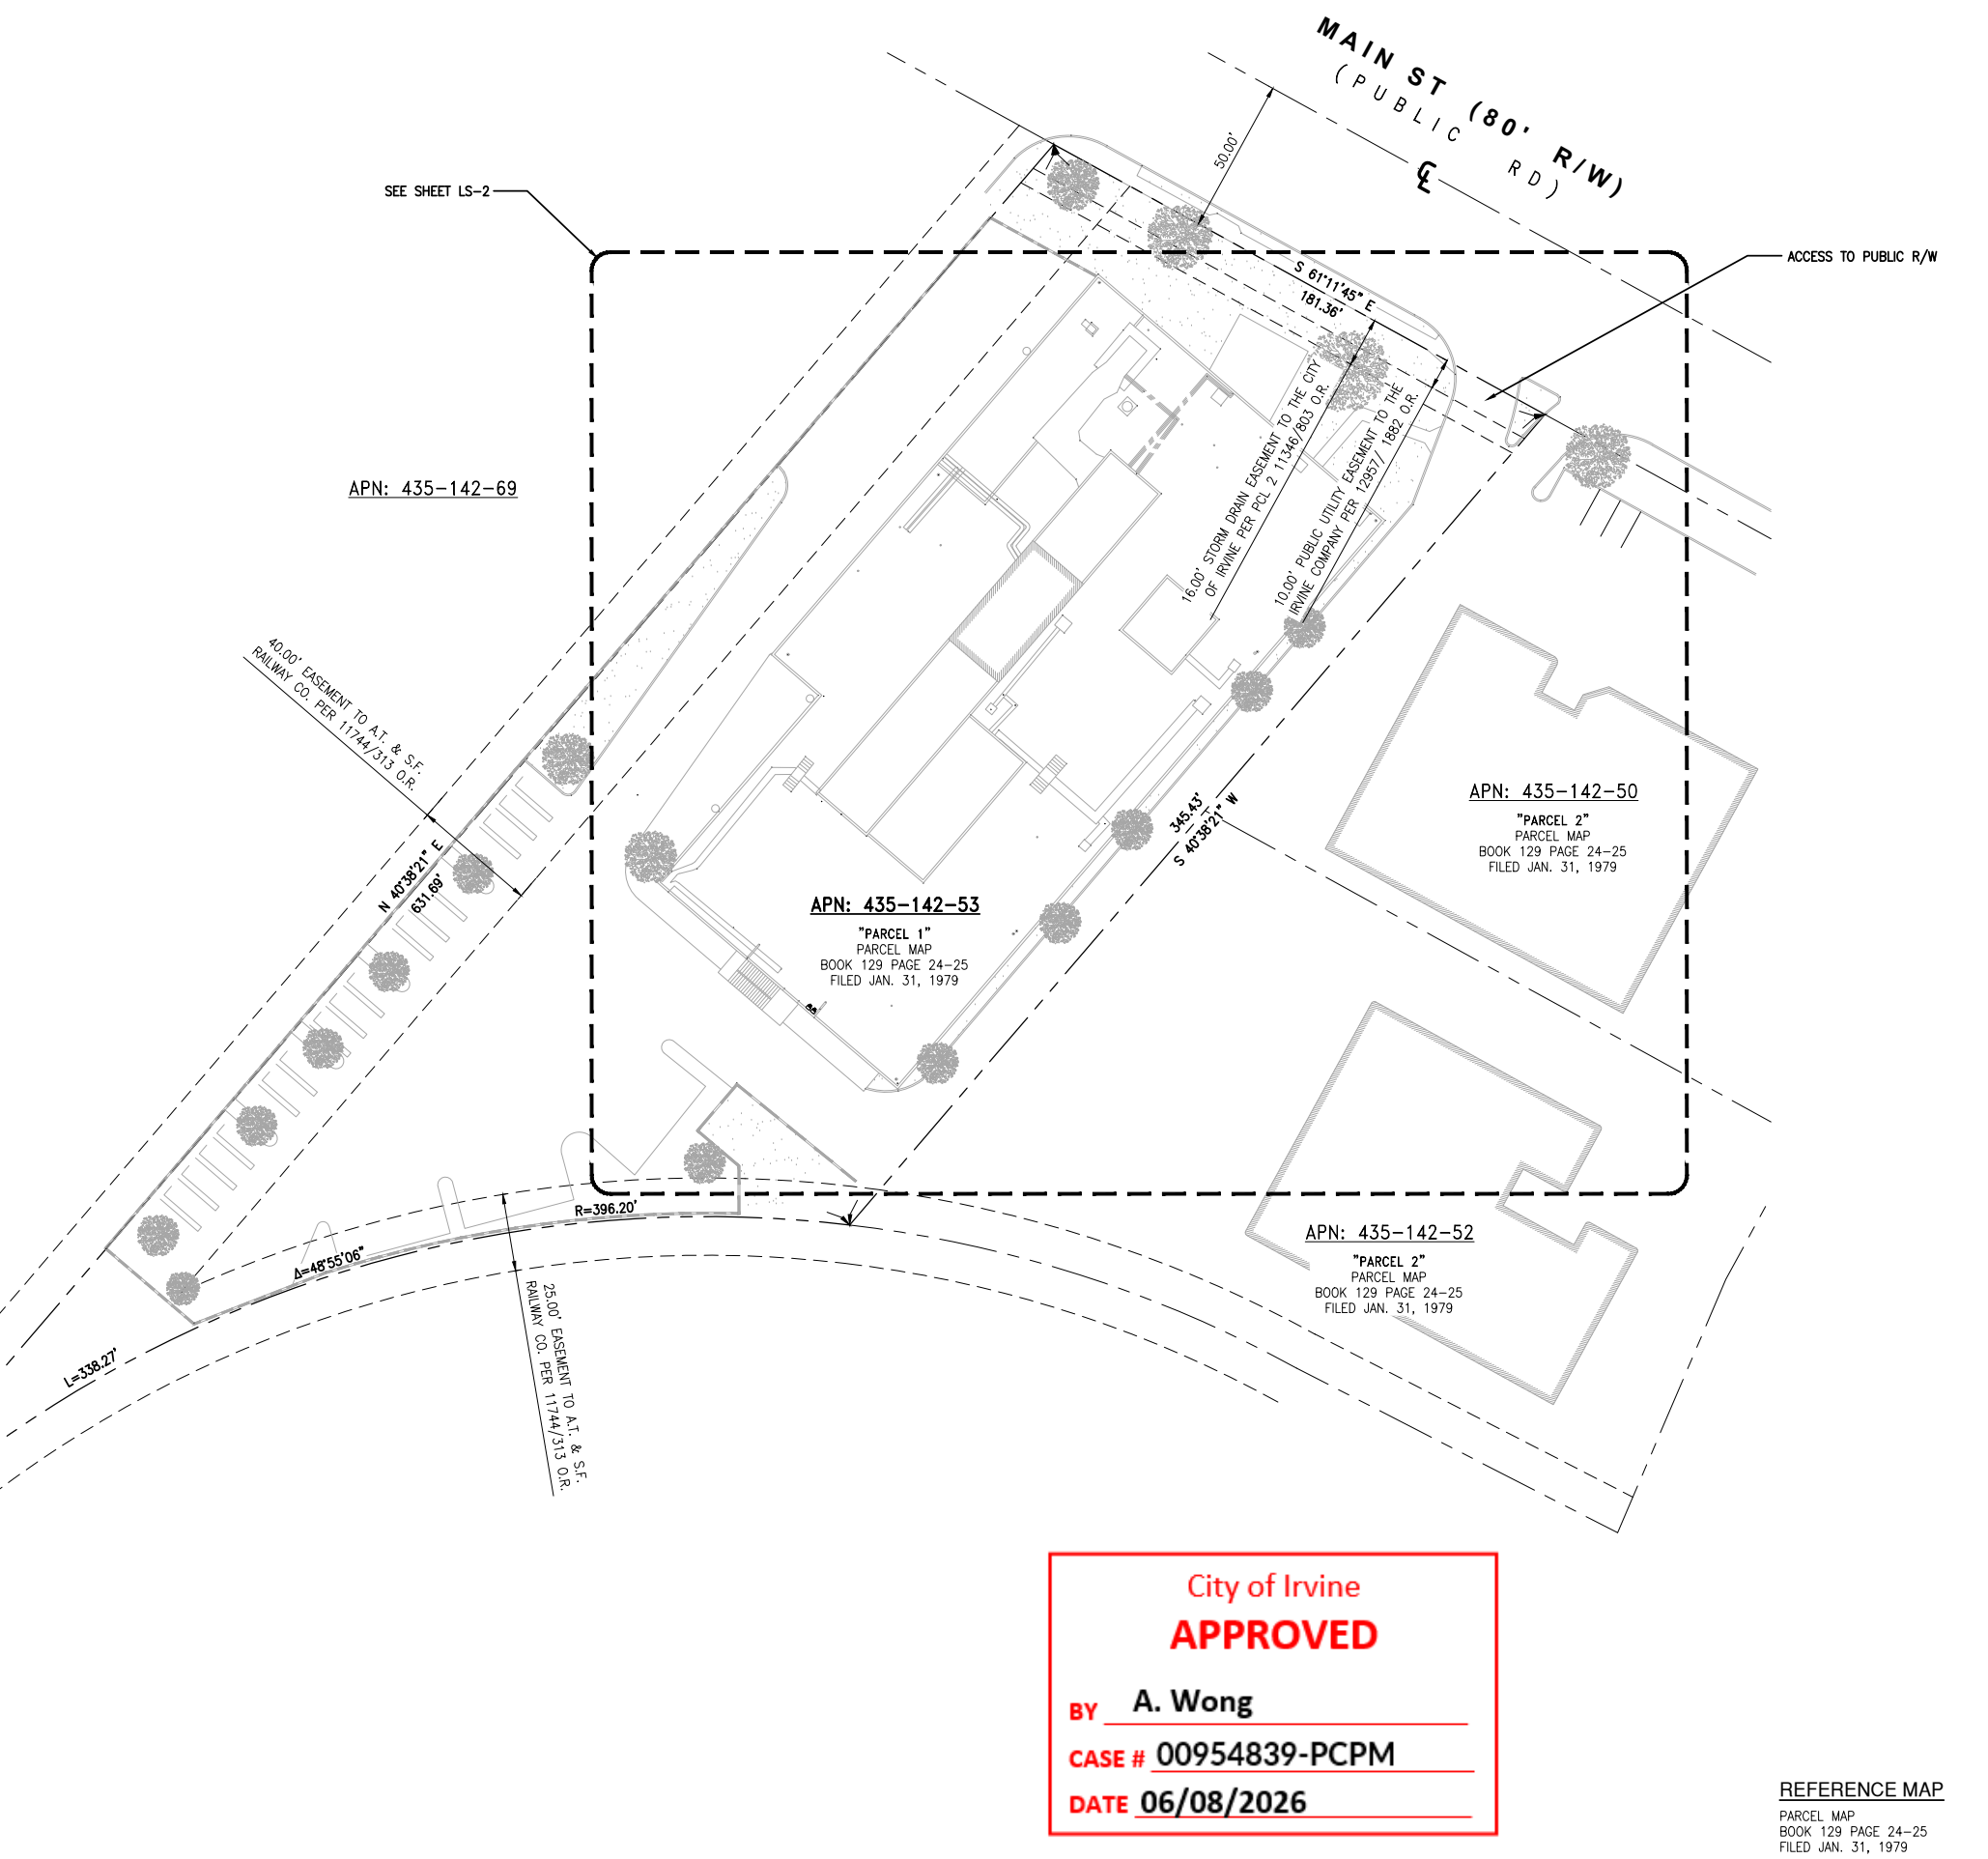 MAIN ST (80' R/W)
(PUBLIC RD)
℄
50.00'
SEE SHEET LS-2
ACCESS TO PUBLIC R/W
S 61°11'45" E
181.36'
16.00' STORM DRAIN EASEMENT TO THE CITY
OF IRVINE PER PCL 2 11346/803 O.R.
10.00' PUBLIC UTILITY EASEMENT TO THE
IRVINE COMPANY PER 12957/ 1882 O.R.
APN: 435-142-69
40.00' EASEMENT TO A.T. & S.F.
RAILWAY CO. PER 11744/313 O.R.
N 40°38'21" E
631.69'
345.43'
S 40°38'21" W
APN: 435-142-50
"PARCEL 2"
PARCEL MAP
BOOK 129 PAGE 24-25
FILED JAN. 31, 1979
APN: 435-142-53
"PARCEL 1"
PARCEL MAP
BOOK 129 PAGE 24-25
FILED JAN. 31, 1979
R=396.20'
Δ=48°55'06"
L=338.27'
25.00' EASEMENT TO A.T. & S.F.
RAILWAY CO. PER 11744/313 O.R.
APN: 435-142-52
"PARCEL 2"
PARCEL MAP
BOOK 129 PAGE 24-25
FILED JAN. 31, 1979
City of Irvine
APPROVED
BY A. Wong
CASE # 00954839-PCPM
DATE 06/08/2026
REFERENCE MAP
PARCEL MAP
BOOK 129 PAGE 24-25
FILED JAN. 31, 1979